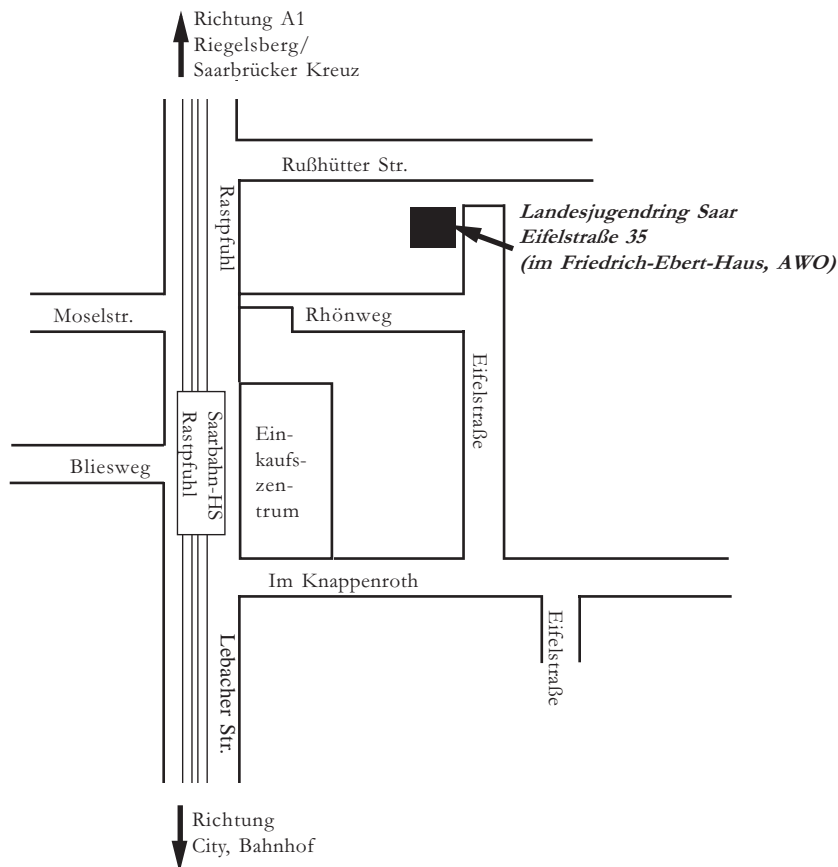 Richtung A1
Riegelsberg/
Saarbrücker Kreuz
Rußhütter Str.
Rastpfuhl
Landesjugendring Saar
Eifelstraße 35
(im Friedrich-Ebert-Haus, AWO)
Moselstr.
Rhönweg
Eifelstraße
Saarbahn-HS
Rastpfuhl
Ein-
kaufs-
zen-
trum
Bliesweg
Im Knappenroth
Eifelstraße
Lebacher Str.
Richtung
City, Bahnhof